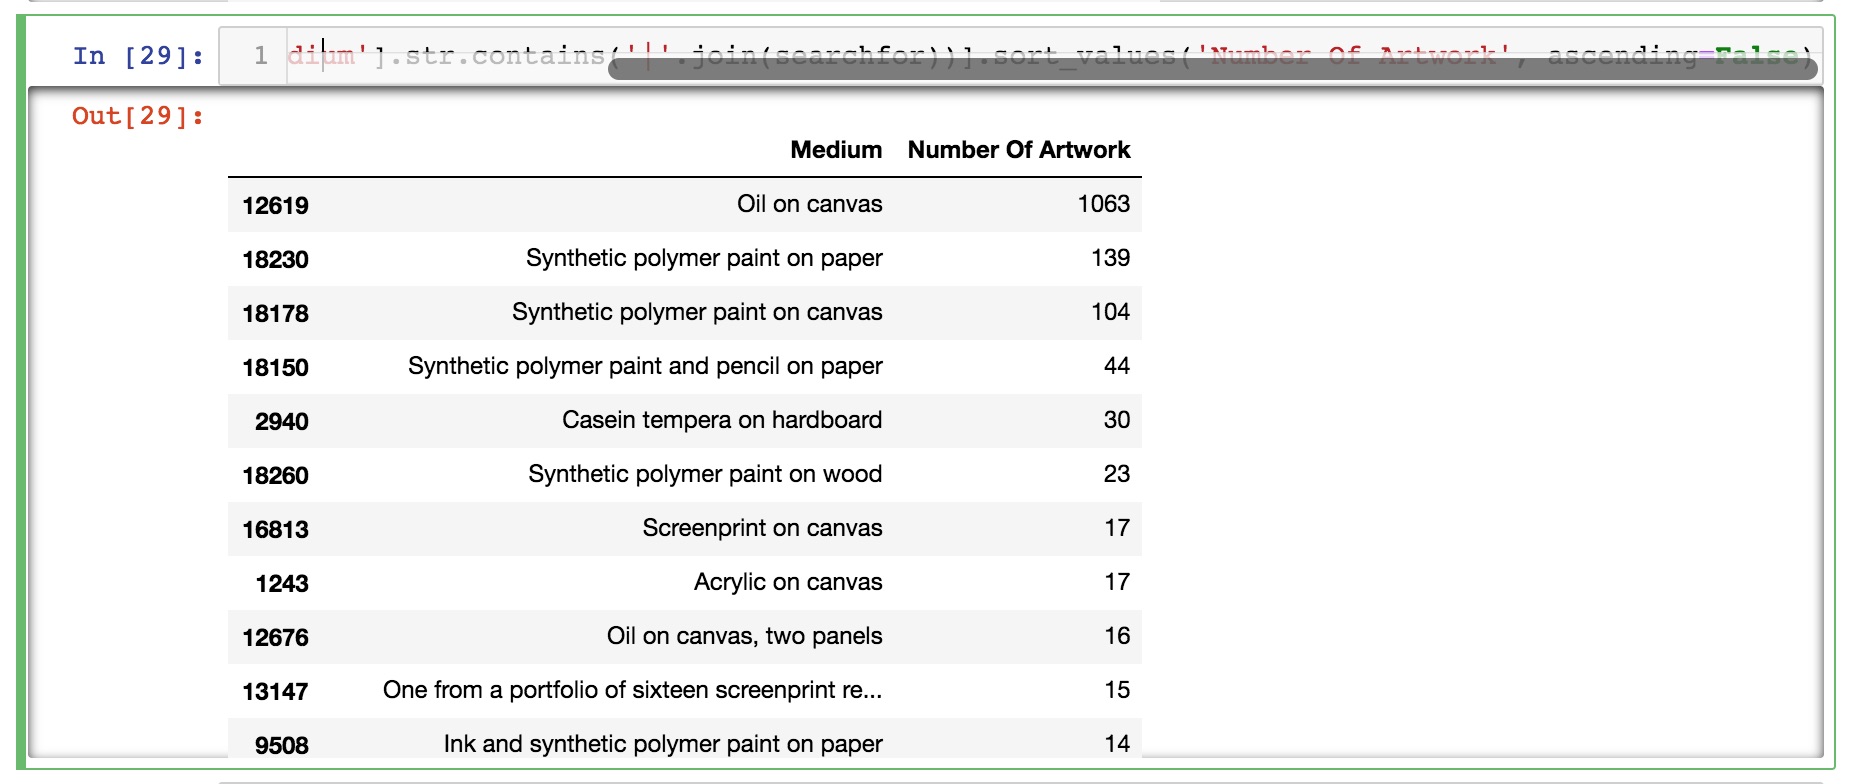 In [29]: 1 dium'].str.contains('|'.join(searchfor))].sort_values('Number Of Artwork', ascending=False)
Out[29]:
Medium Number Of Artwork
12619 Oil on canvas 1063
18230 Synthetic polymer paint on paper 139
18178 Synthetic polymer paint on canvas 104
18150 Synthetic polymer paint and pencil on paper 44
2940 Casein tempera on hardboard 30
18260 Synthetic polymer paint on wood 23
16813 Screenprint on canvas 17
1243 Acrylic on canvas 17
12676 Oil on canvas, two panels 16
13147 One from a portfolio of sixteen screenprint re... 15
9508 Ink and synthetic polymer paint on paper 14